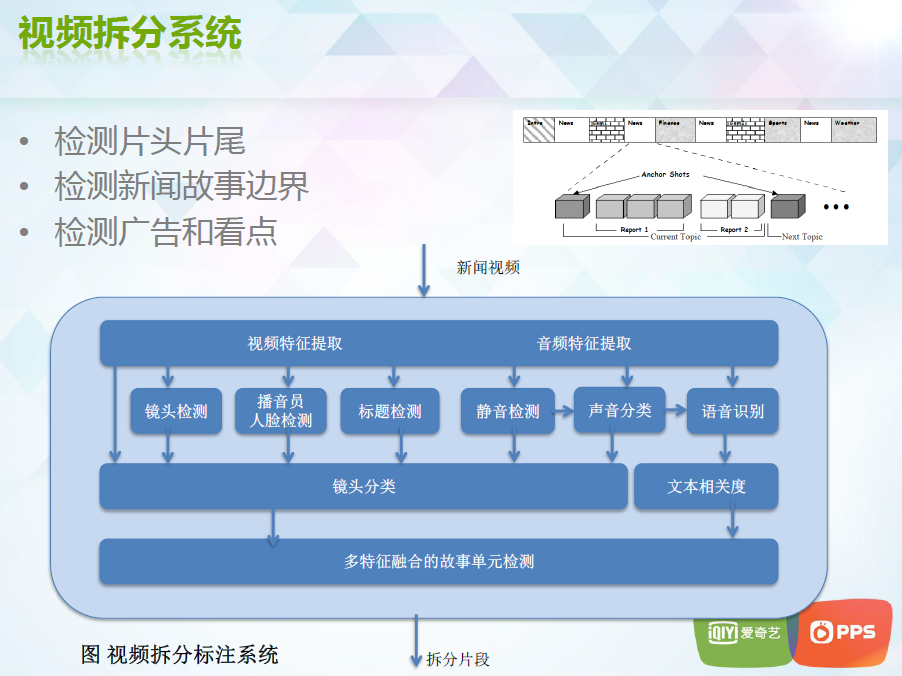 视频拆分系统
• 检测片头片尾
• 检测新闻故事边界
• 检测广告和看点
Intro News News Finance News Sports News Weather
Anchor Shots
Report 1 Report 2
Current Topic Next Topic
新闻视频
视频特征提取 音频特征提取
镜头检测
播音员
人脸检测
标题检测
静音检测
声音分类
语音识别
镜头分类
文本相关度
多特征融合的故事单元检测
图 视频拆分标注系统
拆分片段
iQIYI 爱奇艺
PPS